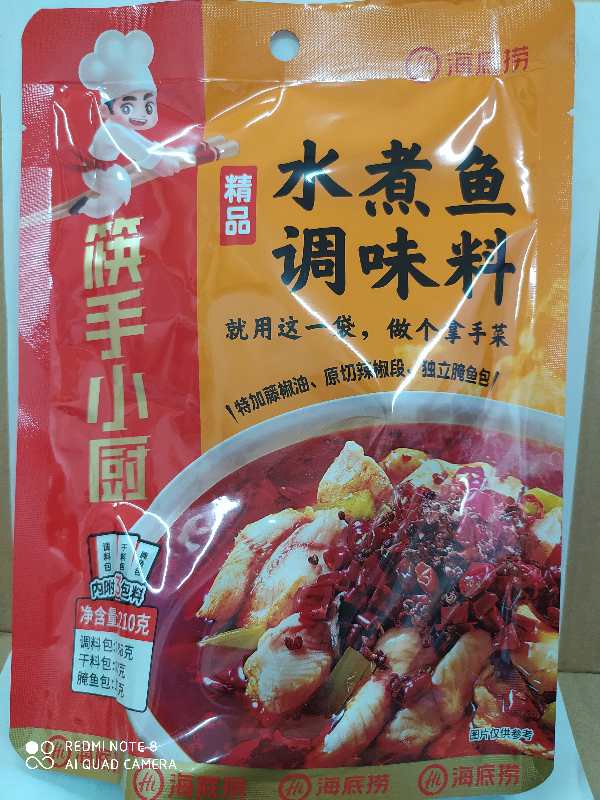 海底捞
精品
水煮鱼
调味料
筷手小厨
就用这一袋，做个拿手菜
特加藤椒油、原切辣椒段、独立腌鱼包
调料包
干料包
腌鱼包
内附3包料
净含量:210克
调料包:
干料包:
腌鱼包:
图片仅供参考
REDMI NOTE 8
AI QUAD CAMERA
海底捞
海底捞
海底捞
海底捞